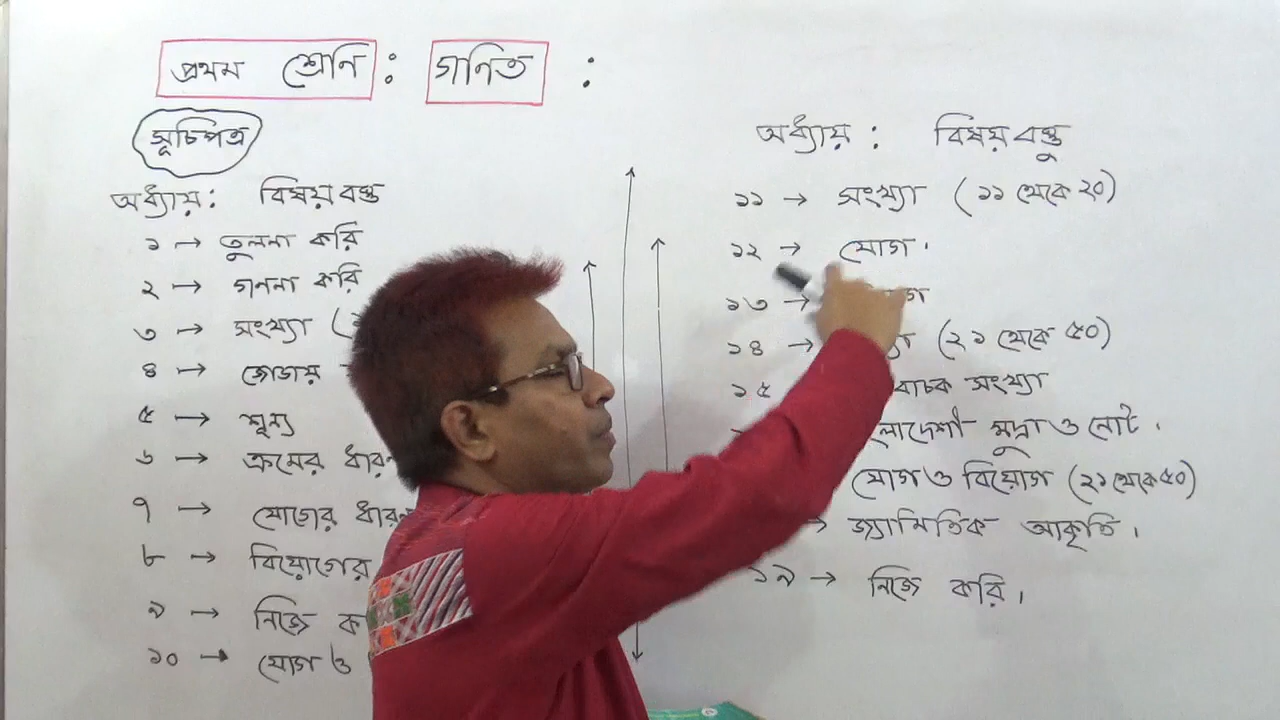 প্রথম শ্রেণি : গণিত :
সূচিপত্র
অধ্যায় : বিষয়বস্তু
১ → তুলনা করি
২ → গননা করি
৩ → সংখ্যা (
৪ → জোড়ায়
৫ → শূন্য
৬ → ক্রমের
৭ → যোগের
৮ → বিয়োগের
৯ → নিজে
১০ → যোগ ও
অধ্যায় : বিষয়বস্তু
১১ → সংখ্যা (১১ থেকে ২০)
১২ → যোগ .
১৩ →
১৪ → (২১ থেকে ৫০)
১৫ বাচক সংখ্যা
মুদ্রা ও নোট .
যোগ ও বিয়োগ (২১ থেকে ৫০)
→ জ্যামিতিক আকৃতি .
১৯ → নিজে করি .